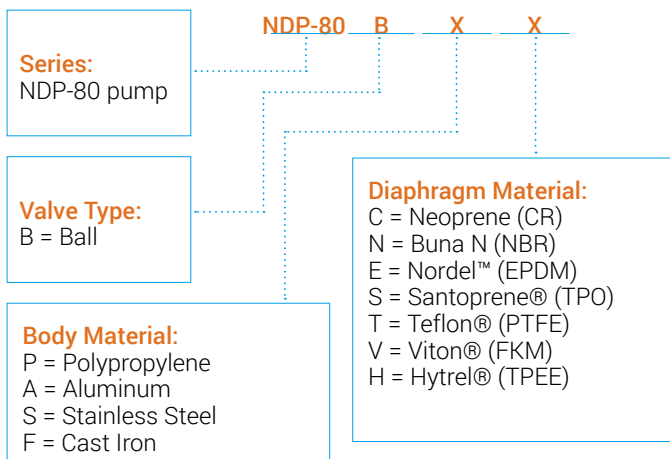 NDP-80 B X X
Series:
NDP-80 pump
Valve Type:
B = Ball
Body Material:
P = Polypropylene
A = Aluminum
S = Stainless Steel
F = Cast Iron
Diaphragm Material:
C = Neoprene (CR)
N = Buna N (NBR)
E = Nordel™ (EPDM)
S = Santoprene® (TPO)
T = Teflon® (PTFE)
V = Viton® (FKM)
H = Hytrel® (TPEE)